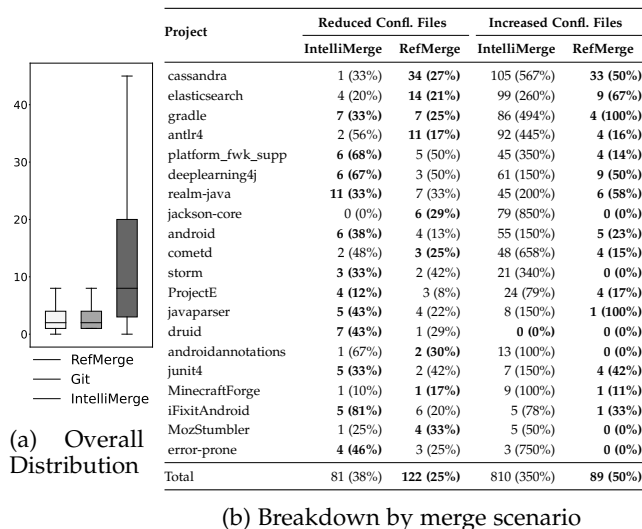 40
30
20
10
0
RefMerge
Git
IntelliMerge
(a) Overall
Distribution
Project Reduced Confl. Files Increased Confl. Files
IntelliMerge RefMerge IntelliMerge RefMerge
cassandra 1 (33%) 34 (27%) 105 (567%) 33 (50%)
elasticsearch 4 (20%) 14 (21%) 99 (260%) 9 (67%)
gradle 7 (33%) 7 (25%) 86 (494%) 4 (100%)
antlr4 2 (56%) 11 (17%) 92 (445%) 4 (16%)
platform_fwk_supp 6 (68%) 5 (50%) 45 (350%) 4 (14%)
deeplearning4j 6 (67%) 3 (50%) 61 (150%) 9 (50%)
realm-java 11 (33%) 7 (33%) 45 (200%) 6 (58%)
jackson-core 0 (0%) 6 (29%) 79 (850%) 0 (0%)
android 6 (38%) 4 (13%) 55 (150%) 5 (23%)
cometd 2 (48%) 3 (25%) 48 (658%) 4 (15%)
storm 3 (33%) 2 (42%) 21 (340%) 0 (0%)
ProjectE 4 (12%) 3 (8%) 24 (79%) 4 (17%)
javaparser 5 (43%) 4 (22%) 8 (150%) 1 (100%)
druid 7 (43%) 1 (29%) 0 (0%) 0 (0%)
androidannotations 1 (67%) 2 (30%) 13 (100%) 0 (0%)
junit4 5 (33%) 2 (42%) 7 (150%) 4 (42%)
MinecraftForge 1 (10%) 1 (17%) 9 (100%) 1 (11%)
iFixitAndroid 5 (81%) 6 (20%) 5 (78%) 1 (33%)
MozStumbler 1 (25%) 4 (33%) 5 (50%) 0 (0%)
error-prone 4 (46%) 3 (25%) 3 (750%) 0 (0%)
Total 81 (38%) 122 (25%) 810 (350%) 89 (50%)
(b) Breakdown by merge scenario